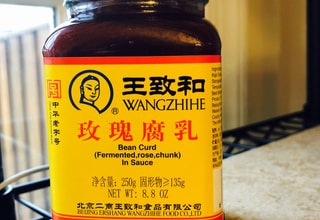 王致和
®
WANGZHIHE
中华老字号
玫瑰腐乳
Bean Curd
(Fermented,rose,chunk)
In Sauce
净含量: 250g 固形物≥135g
NET WT: 8.8 OZ
北京二商王致和食品有限公司
BEIJING ERSHANG WANGZHIHE FOOD CO.,LTD